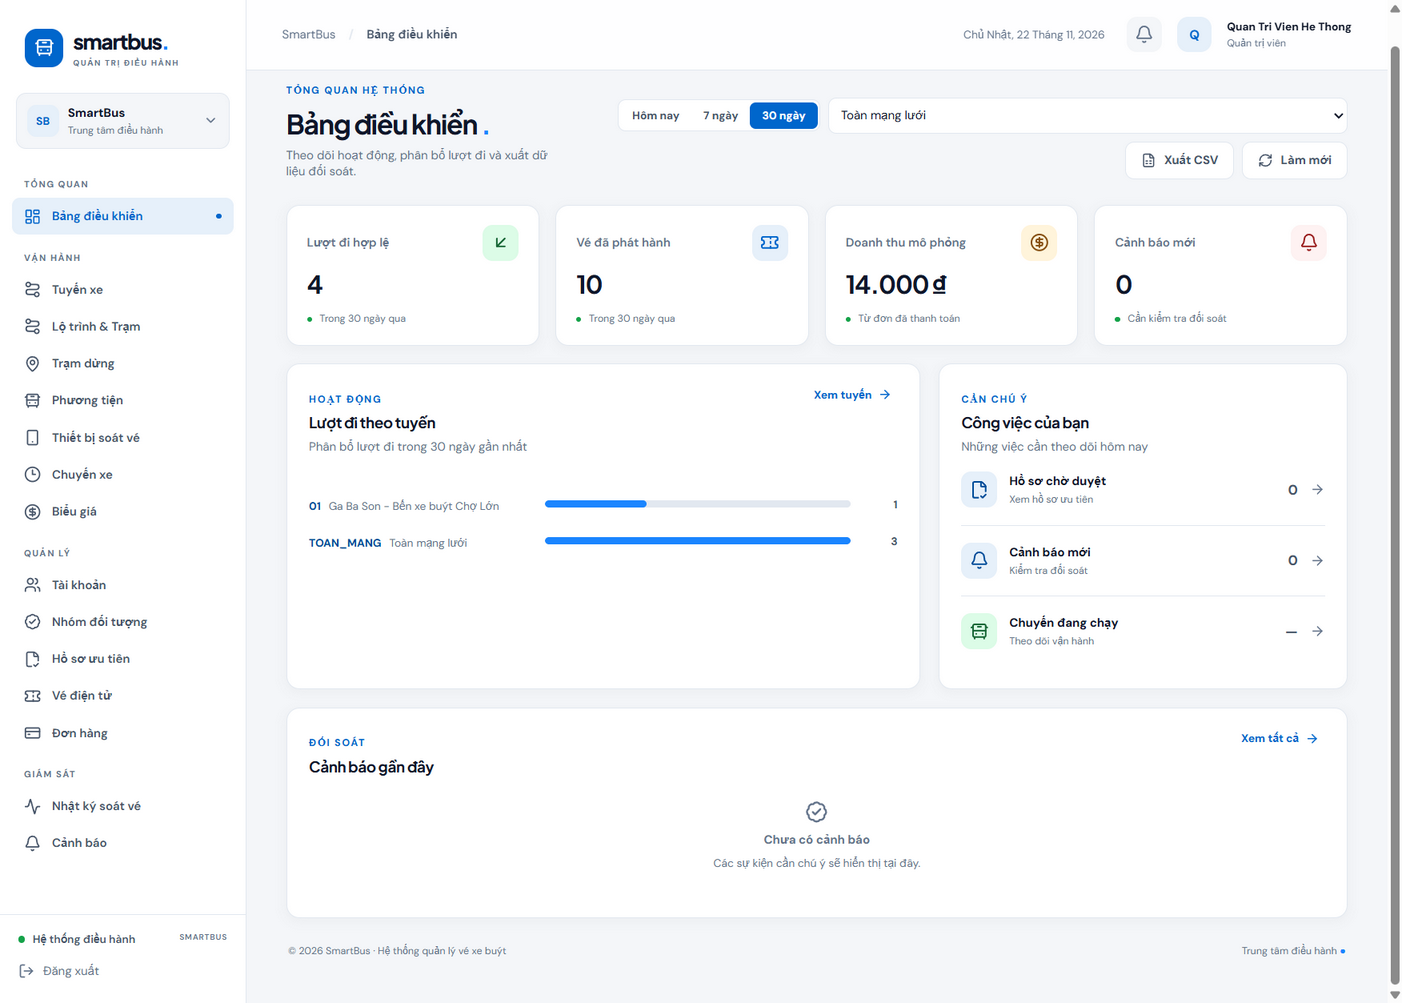 smartbus.
QUẢN TRỊ ĐIỀU HÀNH
SB
SmartBus
Trung tâm điều hành
TỔNG QUAN
Bảng điều khiển
VẬN HÀNH
Tuyến xe
Lộ trình & Trạm
Trạm dừng
Phương tiện
Thiết bị soát vé
Chuyến xe
Biểu giá
QUẢN LÝ
Tài khoản
Nhóm đối tượng
Hồ sơ ưu tiên
Vé điện tử
Đơn hàng
GIÁM SÁT
Nhật ký soát vé
Cảnh báo
Hệ thống điều hành
SMARTBUS
Đăng xuất
SmartBus / Bảng điều khiển
Chủ Nhật, 22 Tháng 11, 2026
Q
Quan Tri Vien He Thong
Quản trị viên
TỔNG QUAN HỆ THỐNG
Bảng điều khiển .
Theo dõi hoạt động, phân bổ lượt đi và xuất dữ
liệu đối soát.
Hôm nay 7 ngày 30 ngày
Toàn mạng lưới
Xuất CSV
Làm mới
Lượt đi hợp lệ
4
Trong 30 ngày qua
Vé đã phát hành
10
Trong 30 ngày qua
Doanh thu mô phỏng
14.000 ₫
Từ đơn đã thanh toán
Cảnh báo mới
0
Cần kiểm tra đối soát
HOẠT ĐỘNG
Xem tuyến
Lượt đi theo tuyến
Phân bổ lượt đi trong 30 ngày gần nhất
01 Ga Ba Son - Bến xe buýt Chợ Lớn 1
TOAN_MANG Toàn mạng lưới 3
CẦN CHÚ Ý
Công việc của bạn
Những việc cần theo dõi hôm nay
Hồ sơ chờ duyệt
Xem hồ sơ ưu tiên
0
Cảnh báo mới
Kiểm tra đối soát
0
Chuyến đang chạy
Theo dõi vận hành
—
ĐỐI SOÁT
Xem tất cả
Cảnh báo gần đây
Chưa có cảnh báo
Các sự kiện cần chú ý sẽ hiển thị tại đây.
© 2026 SmartBus · Hệ thống quản lý vé xe buýt
Trung tâm điều hành